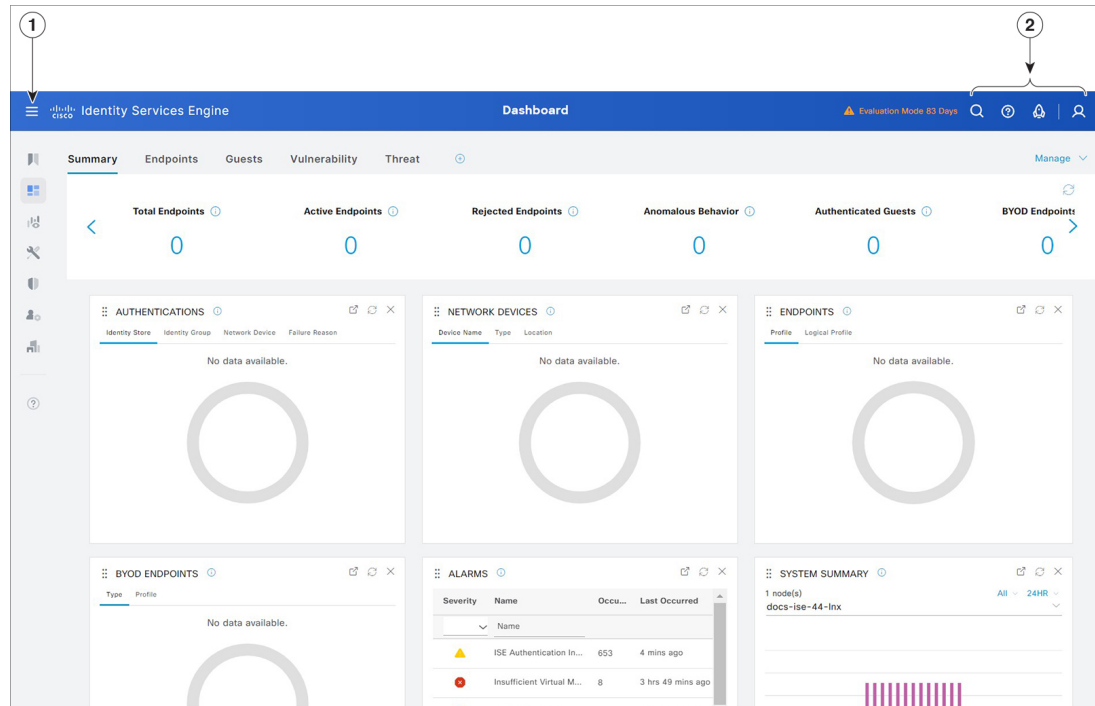 1
2
CISCO Identity Services Engine
Dashboard
Evaluation Mode 83 Days
Summary Endpoints Guests Vulnerability Threat
Manage
Total Endpoints Active Endpoints Rejected Endpoints Anomalous Behavior Authenticated Guests BYOD Endpoints
0 0 0 0 0 0
AUTHENTICATIONS
Identity Store Identity Group Network Device Failure Reason
No data available.
NETWORK DEVICES
Device Name Type Location
No data available.
ENDPOINTS
Profile Logical Profile
No data available.
BYOD ENDPOINTS
Type Profile
No data available.
ALARMS
Severity Name Occu... Last Occurred
Name
ISE Authentication In... 653 4 mins ago
Insufficient Virtual M... 8 3 hrs 49 mins ago
SYSTEM SUMMARY
1 node(s) All 24HR
docs-ise-44-lnx